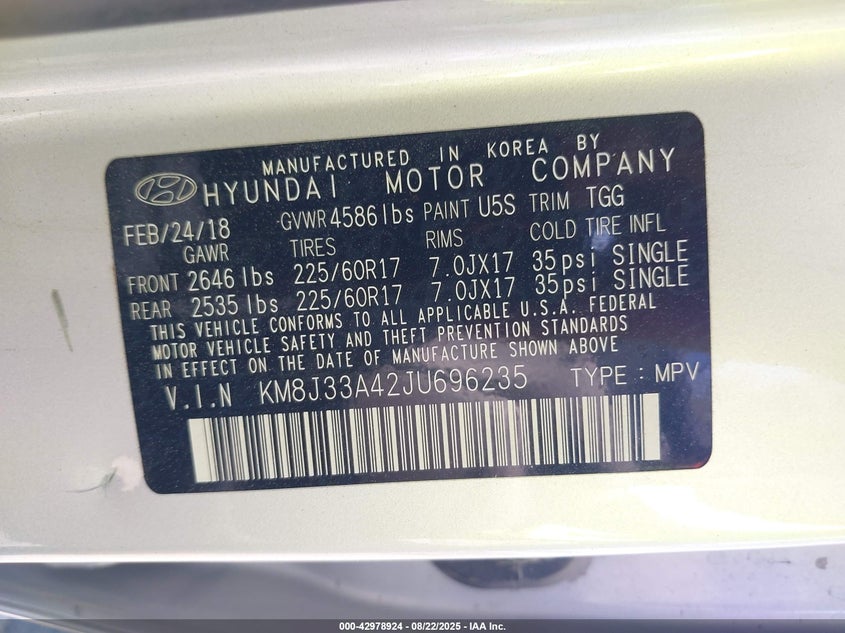 MANUFACTURED IN KOREA BY
HYUNDAI MOTOR COMPANY
FEB/24/18 GVWR 4586 lbs PAINT U5S TRIM TGG
GAWR TIRES RIMS COLD TIRE INFL
FRONT 2646 lbs 225/60R17 7.0JX17 35psi SINGLE
REAR 2535 lbs 225/60R17 7.0JX17 35psi SINGLE
THIS VEHICLE CONFORMS TO ALL APPLICABLE U.S.A. FEDERAL
MOTOR VEHICLE SAFETY AND THEFT PREVENTION STANDARDS
IN EFFECT ON THE DATE OF MANUFACTURE SHOWN ABOVE
V.I.N KM8J33A42JU696235 TYPE : MPV
000-42978924 - 08/22/2025 - IAA Inc.